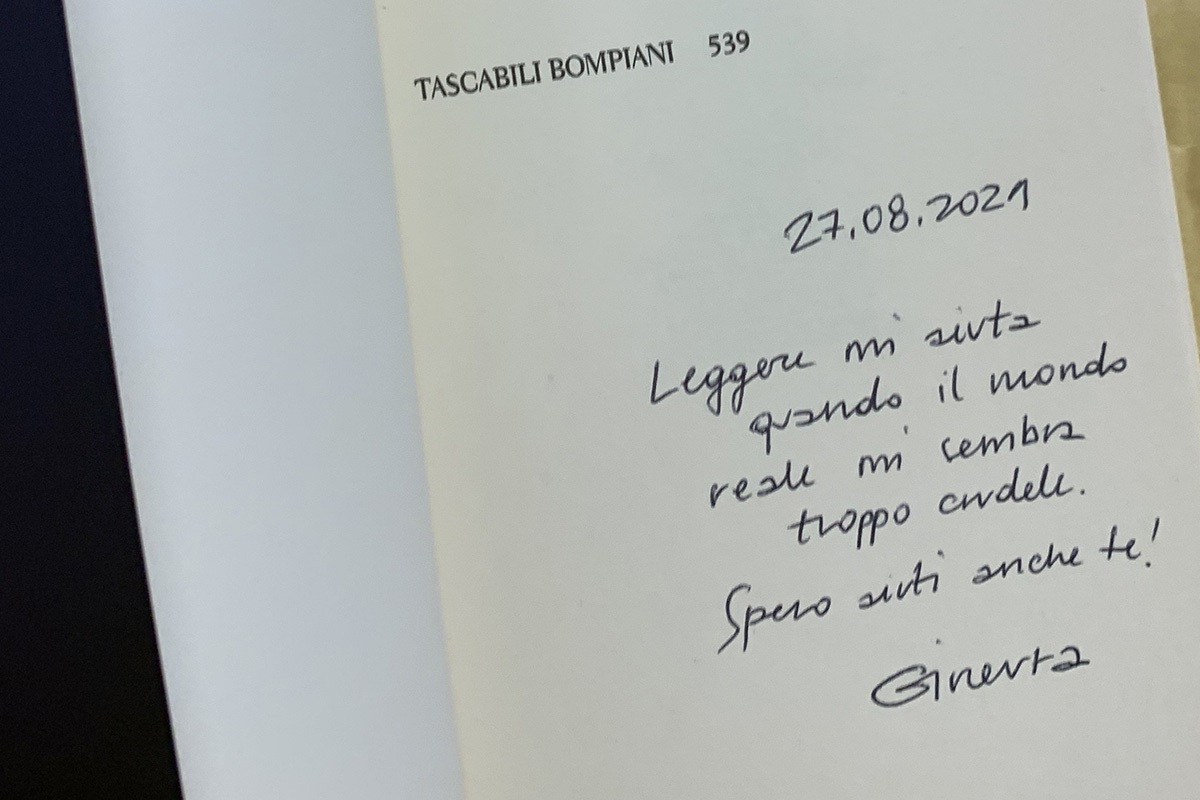 TASCABILI BOMPIANI 539
27.08.2021
Leggere mi aiuta
quando il mondo
reale mi sembra
troppo crudele.
Spero aiuti anche te!
Ginevra